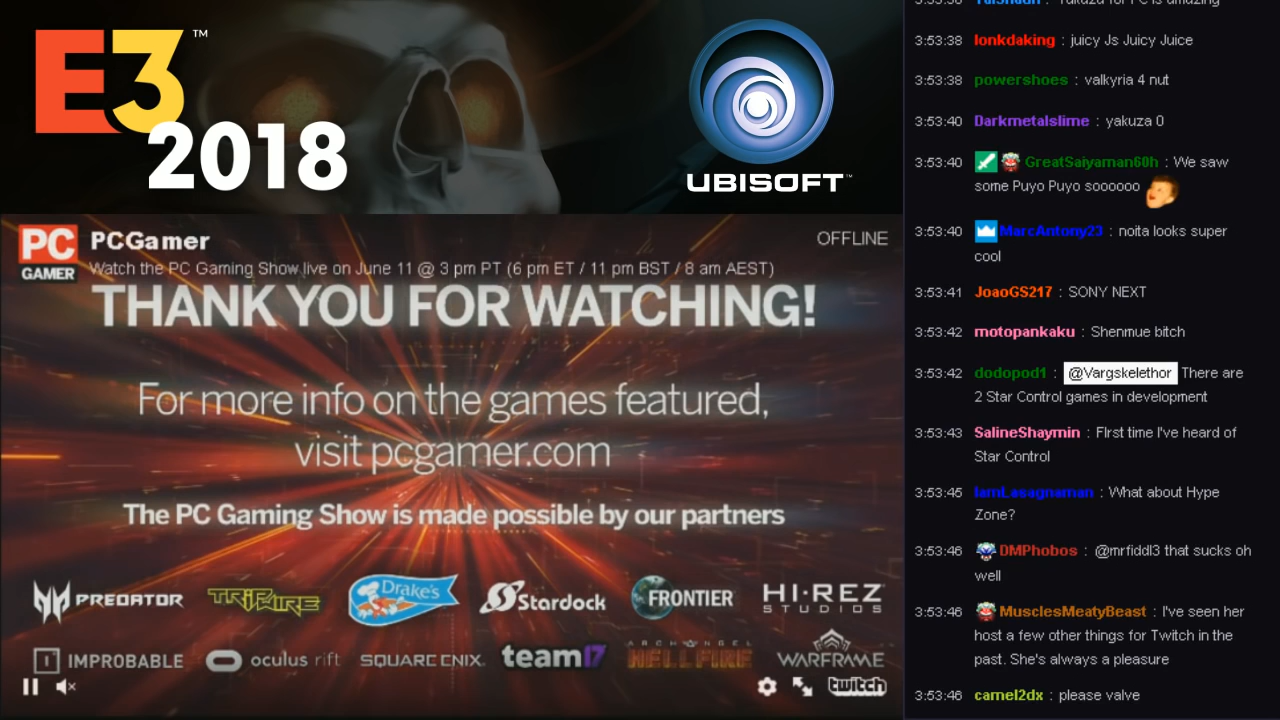 E3™
2018
UBISOFT™
PC
GAMER
PCGamer
OFFLINE
Watch the PC Gaming Show live on June 11 @ 3 pm PT (6 pm ET / 11 pm BST / 8 am AEST)
THANK YOU FOR WATCHING!
For more info on the games featured,
visit pcgamer.com
The PC Gaming Show is made possible by our partners
PREDATOR
TRIPWIRE
Drake's
Stardock
FRONTIER
HI-REZ
STUDIOS
IMPROBABLE
oculus rift
SQUARE ENIX.
team17
ARCHANGEL
HELLFIRE
WARFRAME
twitch
3:53:38 lonkdaking : juicy Js Juicy Juice
3:53:38 powershoes : valkyria 4 nut
3:53:40 Darkmetalslime : yakuza 0
3:53:40 GreatSaiyaman60h : We saw
some Puyo Puyo soooooo
3:53:40 MarcAntony23 : noita looks super
cool
3:53:41 JoaoGS217 : SONY NEXT
3:53:42 motopankaku : Shenmue bitch
3:53:42 dodopod1 : @Vargskelethor There are
2 Star Control games in development
3:53:43 SalineShaymin : FIrst time I've heard of
Star Control
3:53:45 IamLasagnaman : What about Hype
Zone?
3:53:46 DMPhobos : @mrfiddl3 that sucks oh
well
3:53:46 MusclesMeatyBeast : I've seen her
host a few other things for Twitch in the
past. She's always a pleasure
3:53:46 camel2dx : please valve